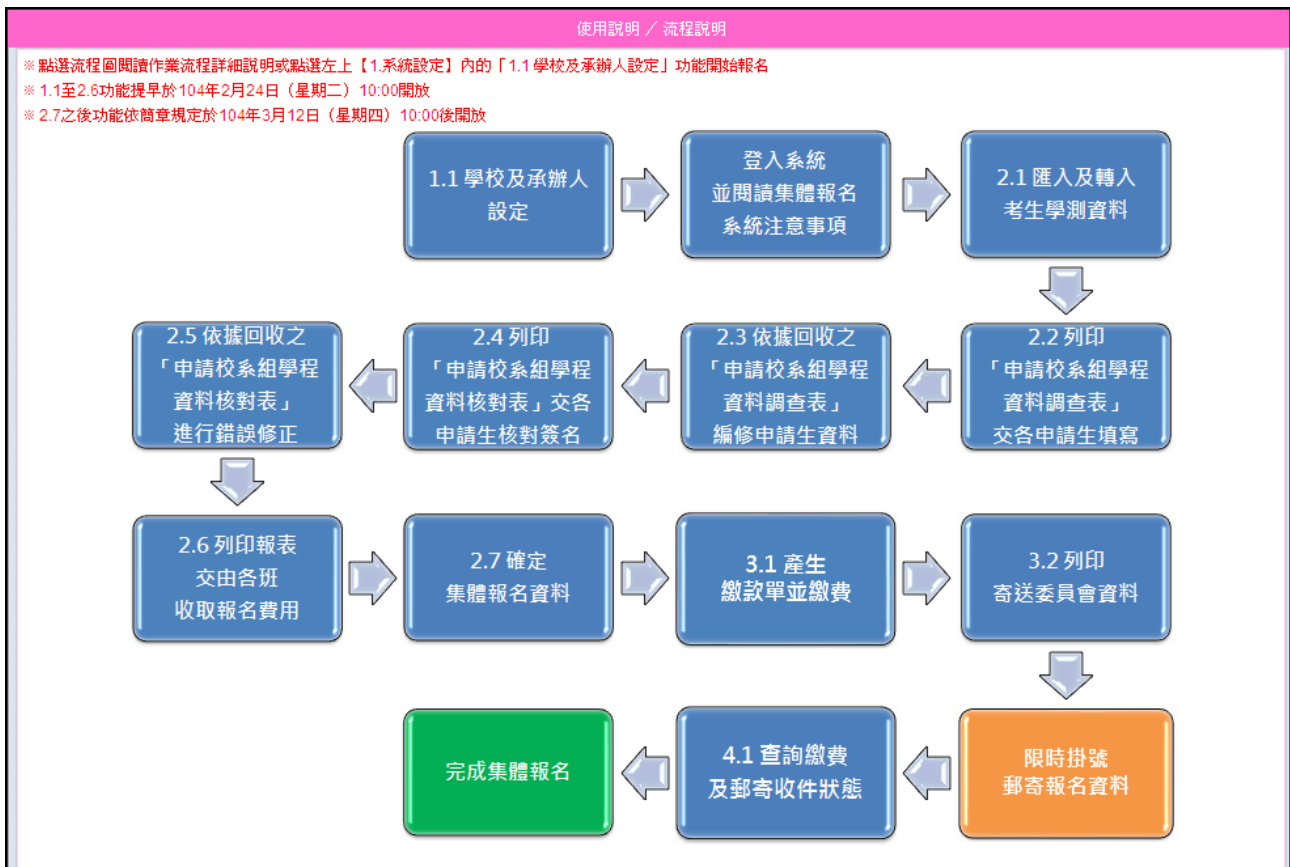 使用說明 ／ 流程說明
※ 點選流程圖閱讀作業流程詳細說明或點選左上【1.系統設定】內的「1.1 學校及承辦人設定」功能開始報名
※ 1.1至2.6功能提早於104年2月24日（星期二）10:00開放
※ 2.7之後功能依簡章規定於104年3月12日（星期四）10:00後開放
1.1 學校及承辦人
設定
登入系統
並閱讀集體報名
系統注意事項
2.1 匯入及轉入
考生學測資料
2.2 列印
「申請校系組學程
資料調查表」
交各申請生填寫
2.3 依據回收之
「申請校系組學程
資料調查表」
編修申請生資料
2.4 列印
「申請校系組學程
資料核對表」交各
申請生核對簽名
2.5 依據回收之
「申請校系組學程
資料核對表」
進行錯誤修正
2.6 列印報表
交由各班
收取報名費用
2.7 確定
集體報名資料
3.1 產生
繳款單並繳費
3.2 列印
寄送委員會資料
限時掛號
郵寄報名資料
4.1 查詢繳費
及郵寄收件狀態
完成集體報名